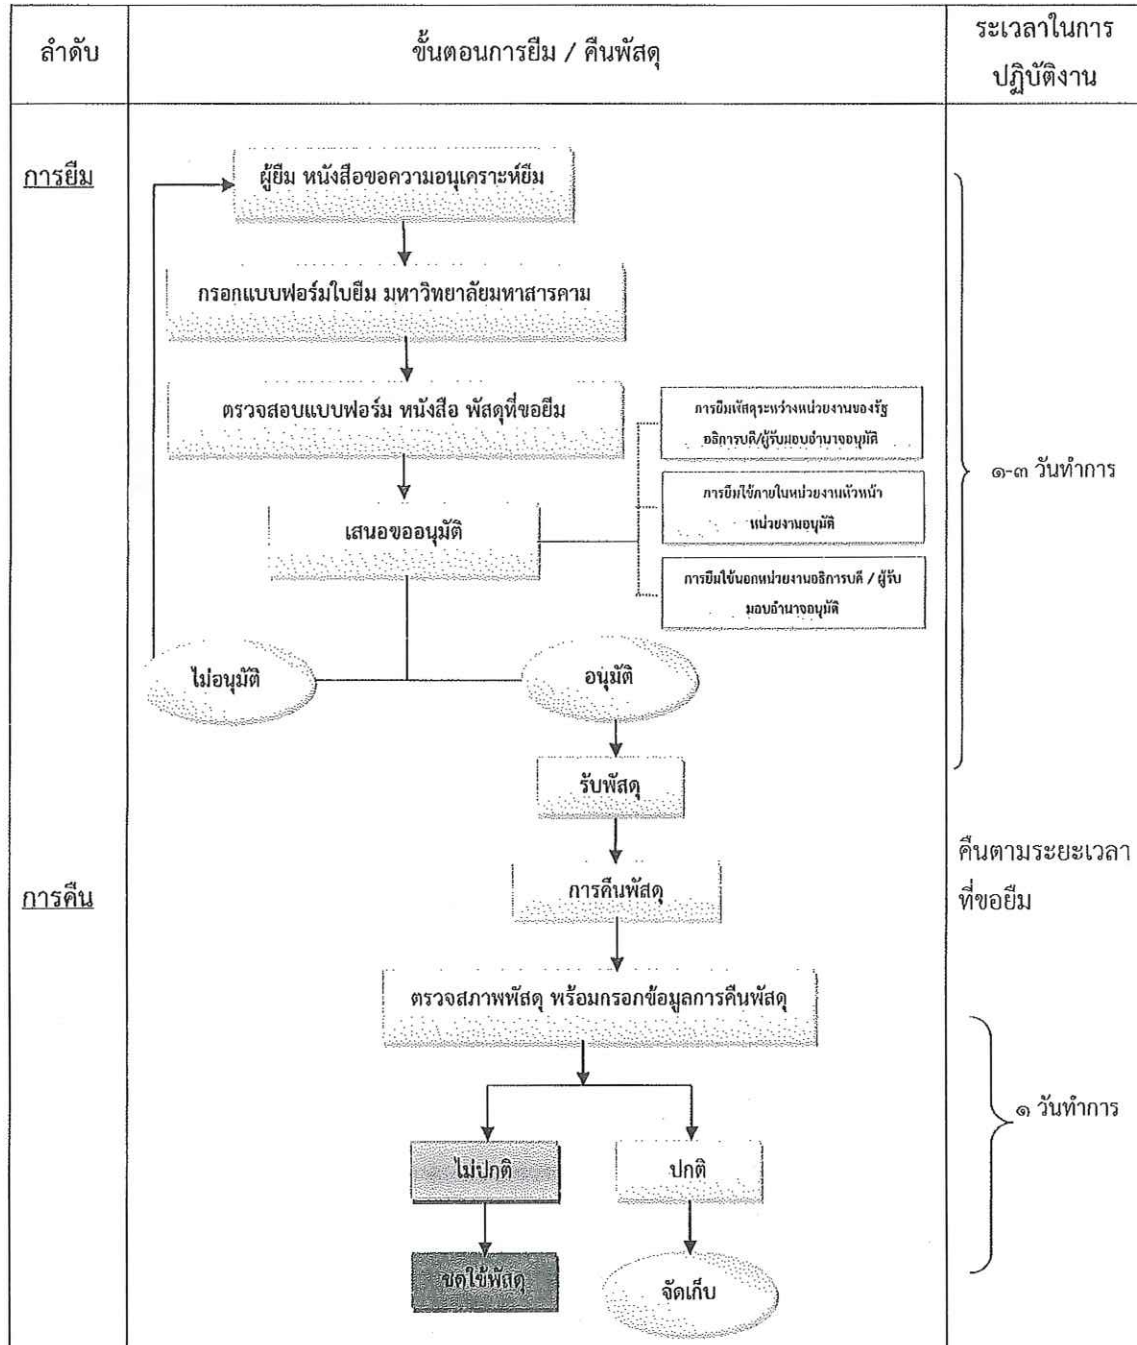 ลำดับ
ขั้นตอนการยืม / คืนพัสดุ
ระเวลาในการ
ปฏิบัติงาน
การยืม
ผู้ยืม หนังสือขอความอนุเคราะห์ยืม
กรอกแบบฟอร์มใบยืม มหาวิทยาลัยมหาสารคาม
ตรวจสอบแบบฟอร์ม หนังสือ พัสดุที่ขอยืม
การยืมพัสดุระหว่างหน่วยงานของรัฐ
อธิการบดี/ผู้รับมอบอำนาจอนุมัติ
การยืมใช้ภายในหน่วยงานหัวหน้า
หน่วยงานอนุมัติ
๑-๓ วันทำการ
เสนอขออนุมัติ
การยืมใช้นอกหน่วยงานอธิการบดี / ผู้รับ
มอบอำนาจอนุมัติ
ไม่อนุมัติ
อนุมัติ
รับพัสดุ
การคืน
การคืนพัสดุ
คืนตามระยะเวลา
ที่ขอยืม
ตรวจสภาพพัสดุ พร้อมกรอกข้อมูลการคืนพัสดุ
๑ วันทำการ
ไม่ปกติ
ปกติ
ชดใช้พัสดุ
จัดเก็บ